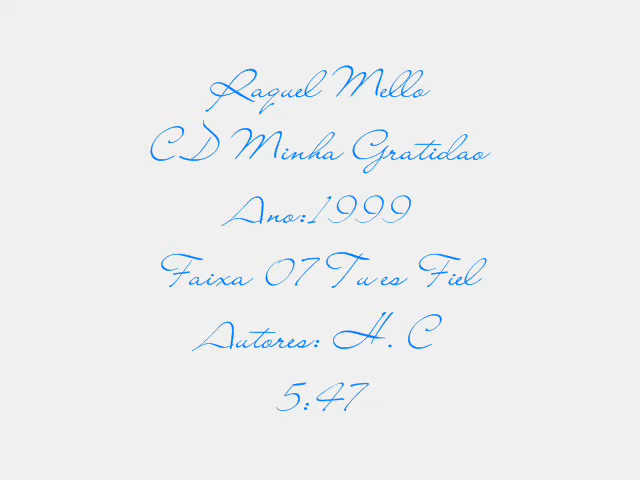 Raquel Mello
CD Minha Gratidao
Ano:1999
Faixa 07 Tu es Fiel
Autores: H. C
5:47